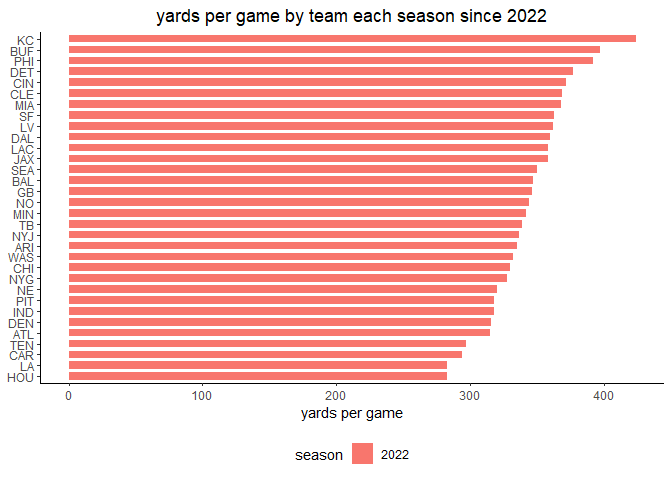 yards per game by team each season since 2022
KC
BUF
PHI
DET
CIN
CLE
MIA
SF
LV
DAL
LAC
JAX
SEA
BAL
GB
NO
MIN
TB
NYJ
ARI
WAS
CHI
NYG
NE
PIT
IND
DEN
ATL
TEN
CAR
LA
HOU
0 100 200 300 400
yards per game
season 2022